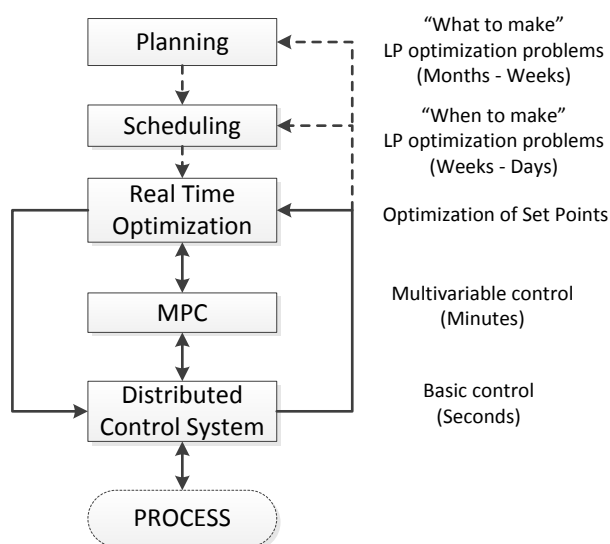 Planning
“What to make”
LP optimization problems
(Months - Weeks)
Scheduling
“When to make”
LP optimization problems
(Weeks - Days)
Real Time
Optimization
Optimization of Set Points
MPC
Multivariable control
(Minutes)
Distributed
Control System
Basic control
(Seconds)
PROCESS